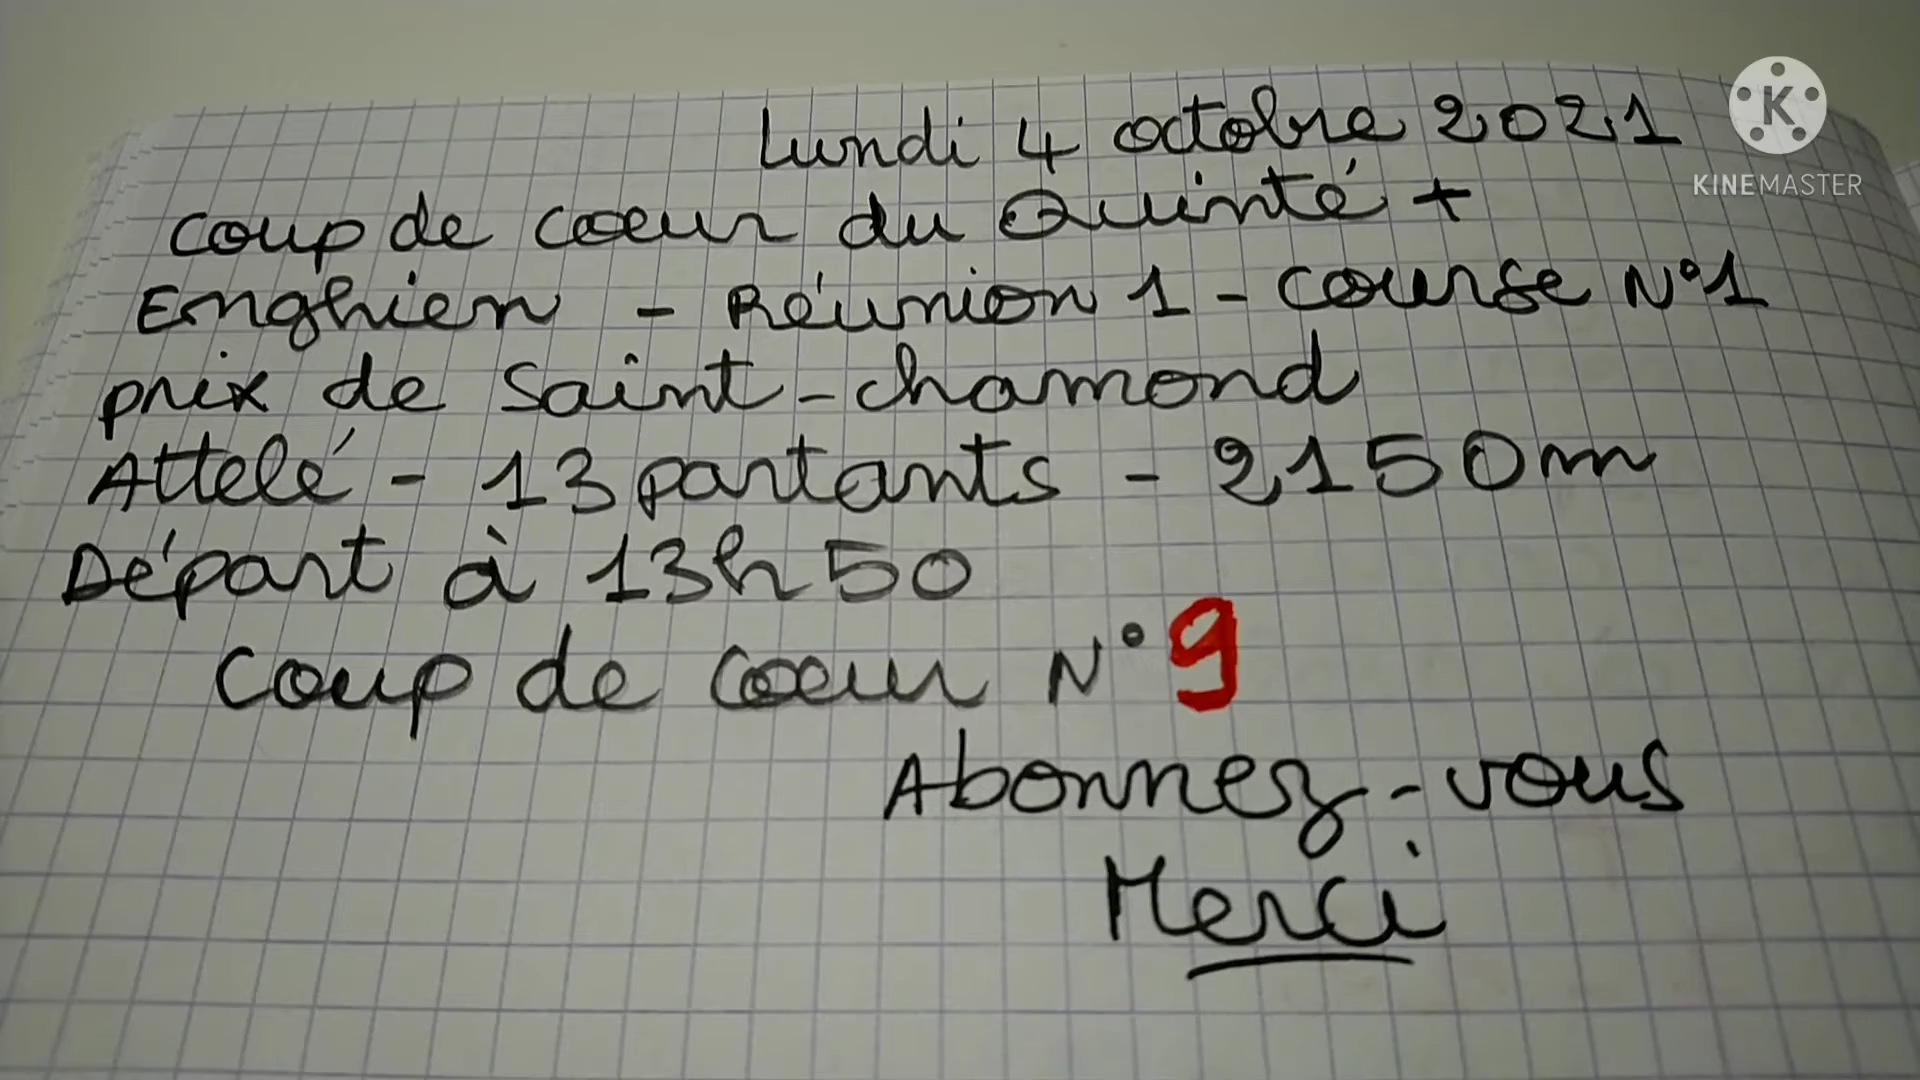 Lundi 4 octobre 2021
K
KINEMASTER
coup de coeur du Quinté +
Enghien - Réunion 1 - course N°1
prix de Saint-chamond
Attelé - 13 partants - 2150m
Départ à 13h50
Coup de coeur N°9
Abonnez-vous
Merci